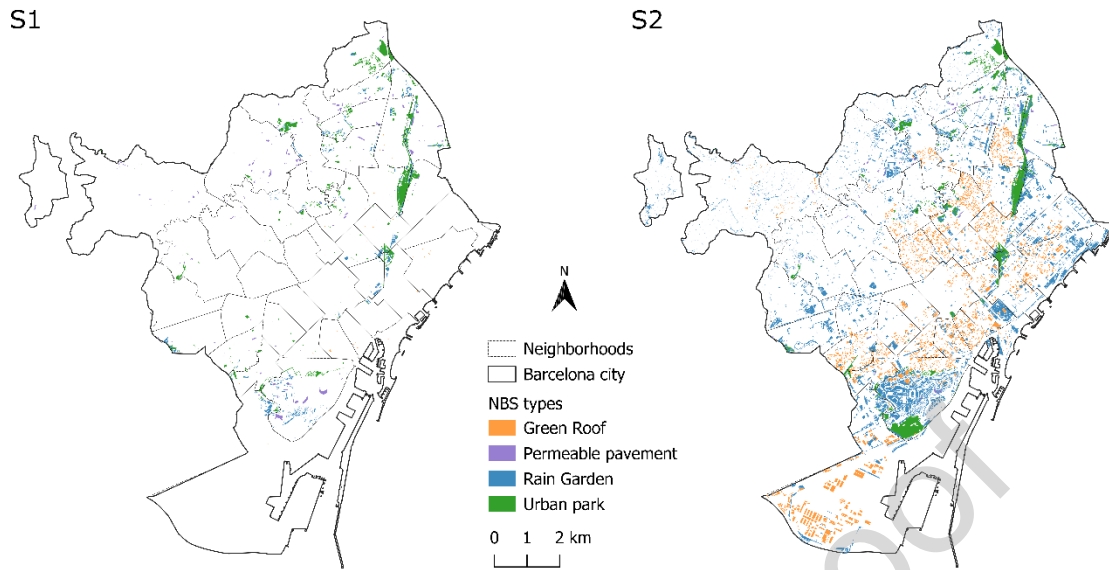 S1
S2
N
Neighborhoods
Barcelona city
NBS types
Green Roof
Permeable pavement
Rain Garden
Urban park
0 1 2 km